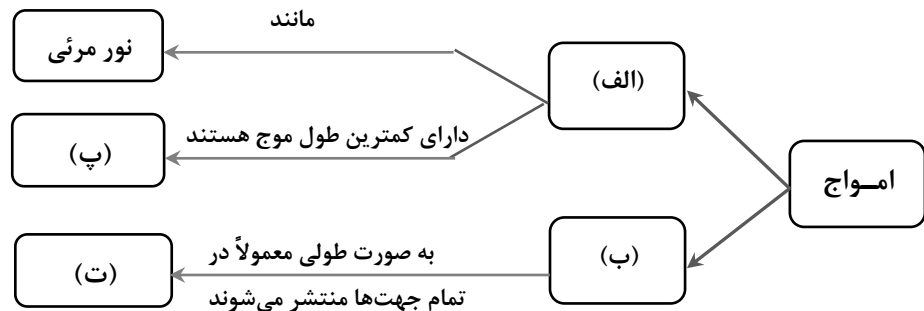 امـواج
(الف)
مانند
نور مرئی
دارای کمترین طول موج هستند
(پ)
(ب)
به صورت طولی معمولاً در
تمام جهت‌ها منتشر می‌شوند
(ت)